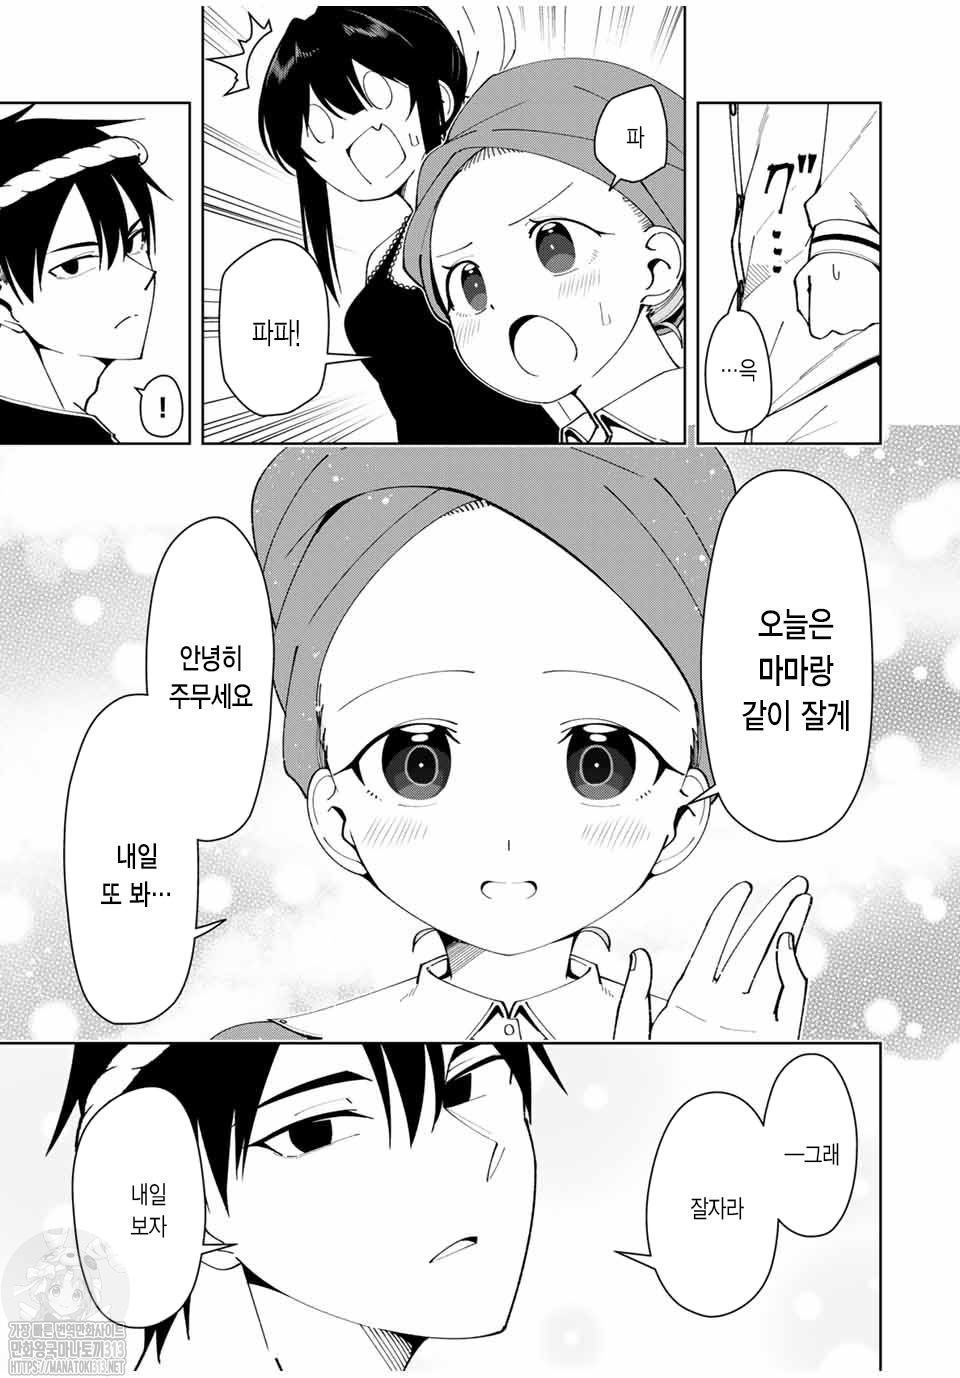 グッ…
…윽
파
파파!
!
오늘은
마마랑
같이 잘게
안녕히
주무세요
내일
또 봐…
—그래
잘자라
내일
보자
가장 빠른 번역만화사이트
만화왕국마나토끼313
HTTPS://MANATOKI313.NET